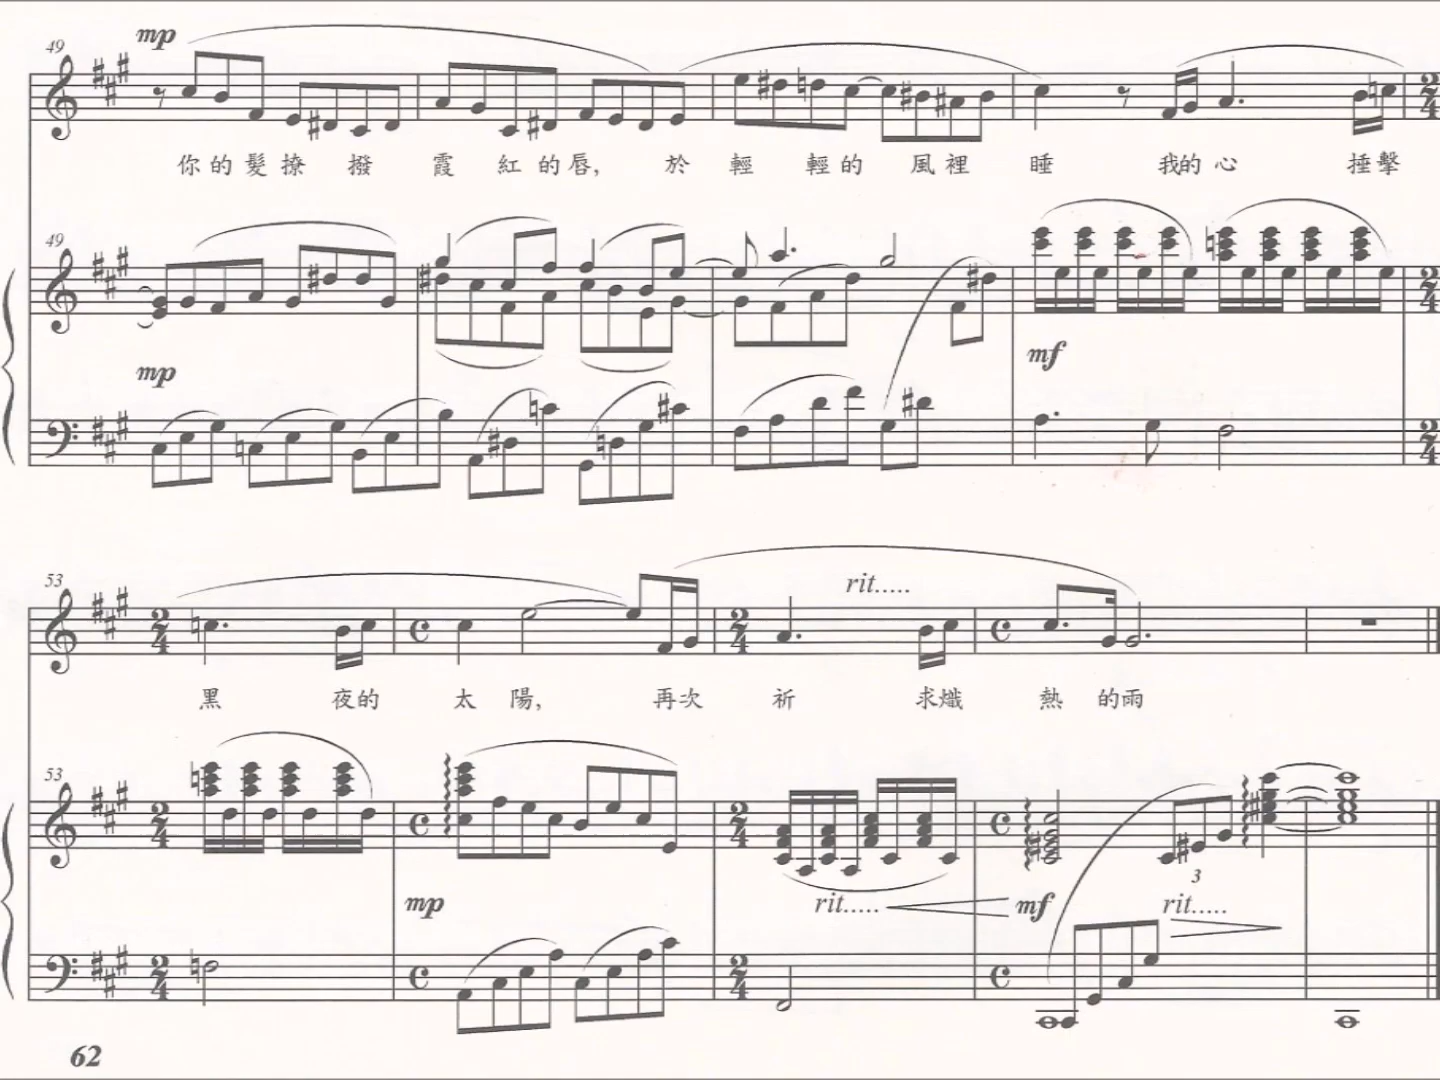 49 mp
你的髮撩 撥 霞 紅的唇, 於 輕 輕的 風裡 睡 我的 心 捶擊
49
mp mf
53 rit.....
黑 夜的 太 陽, 再次 祈 求熾 熱 的雨
53
mp rit..... mf 3 rit.....
62